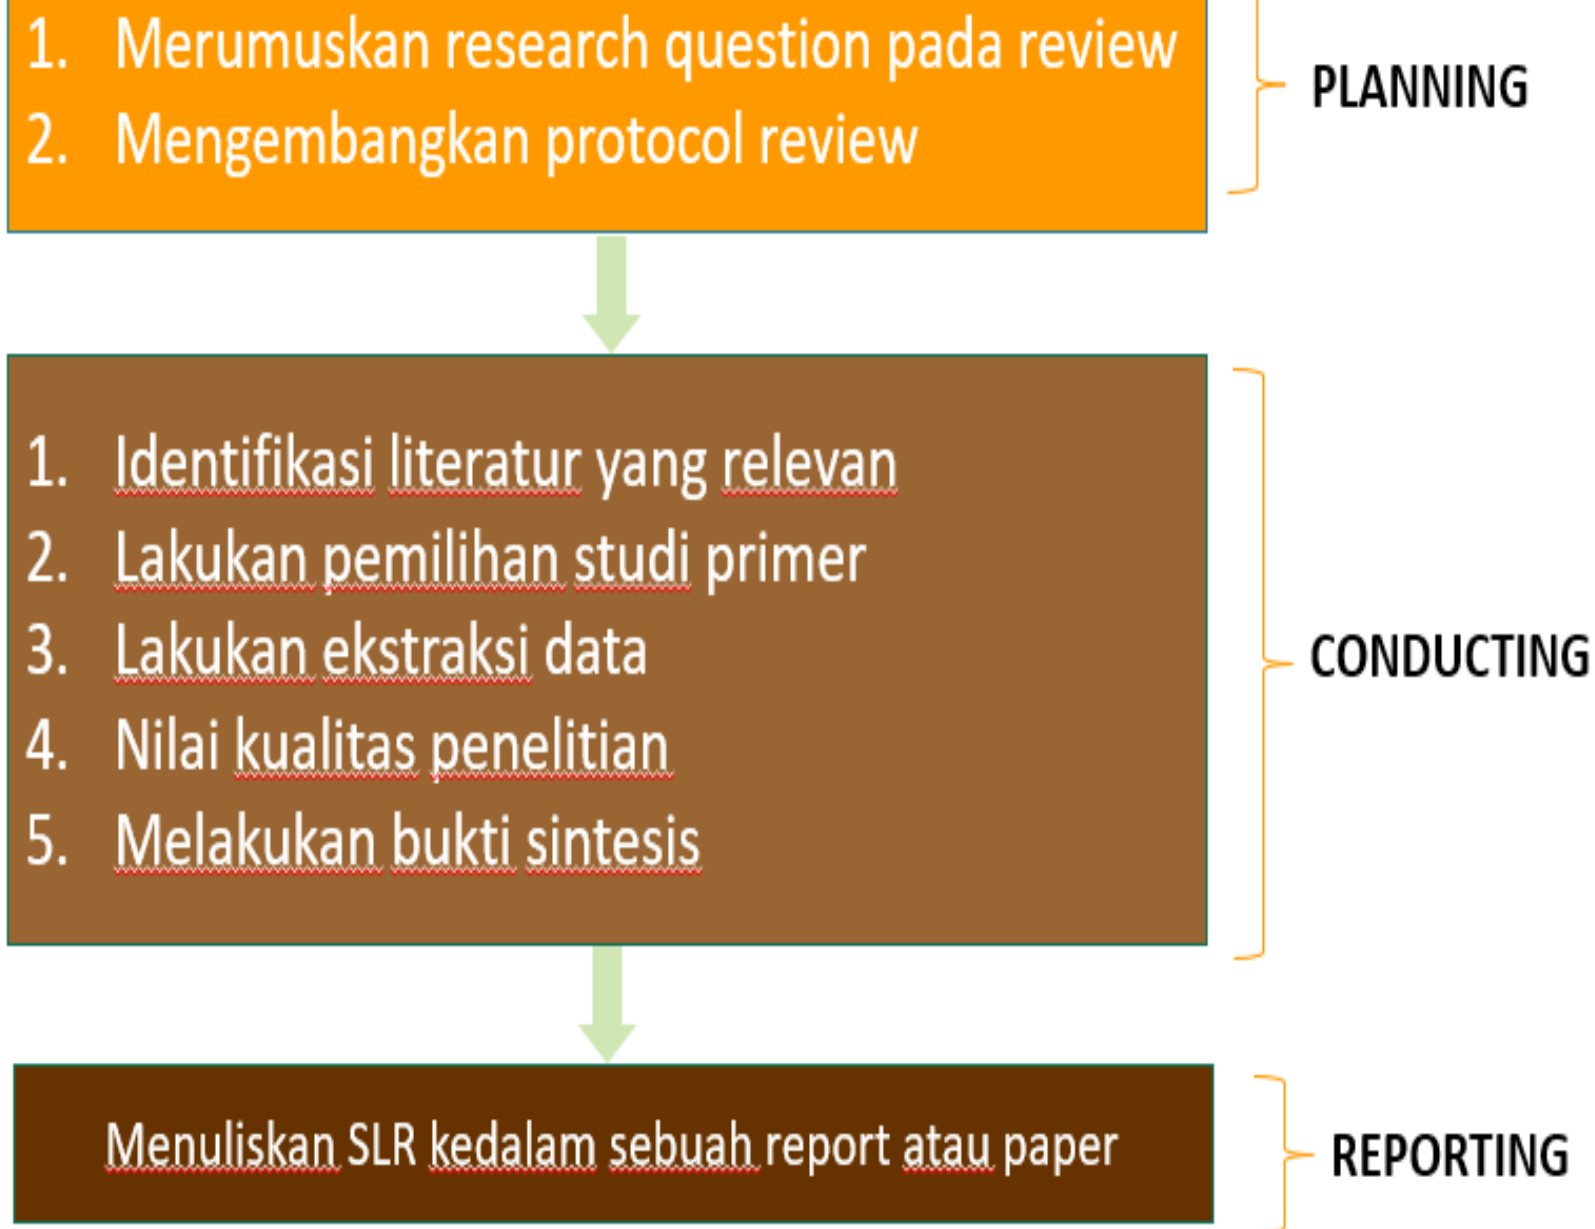 1. Merumuskan research question pada review
2. Mengembangkan protocol review
PLANNING
1. Identifikasi literatur yang relevan
2. Lakukan pemilihan studi primer
3. Lakukan ekstraksi data
4. Nilai kualitas penelitian
5. Melakukan bukti sintesis
CONDUCTING
Menuliskan SLR kedalam sebuah report atau paper
REPORTING